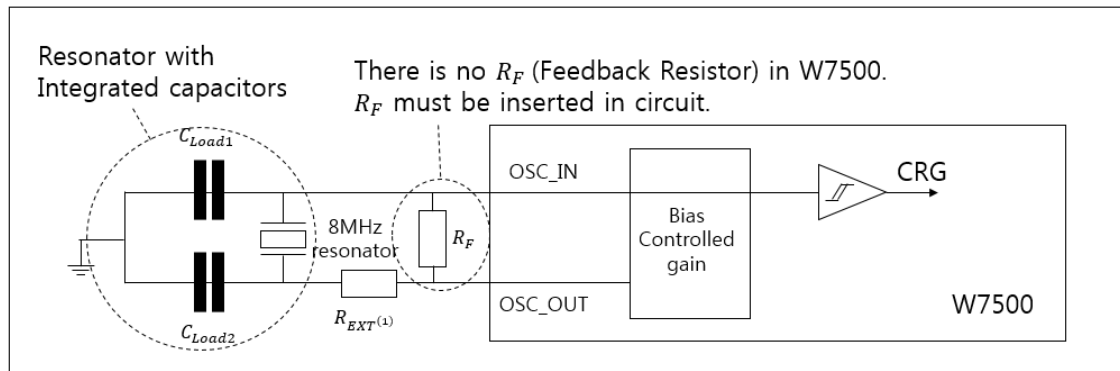 Resonator with
Integrated capacitors
There is no R_F (Feedback Resistor) in W7500.
R_F must be inserted in circuit.
C_Load1
OSC_IN
CRG
8MHz
resonator
R_F
Bias
Controlled
gain
OSC_OUT
W7500
R_EXT(1)
C_Load2